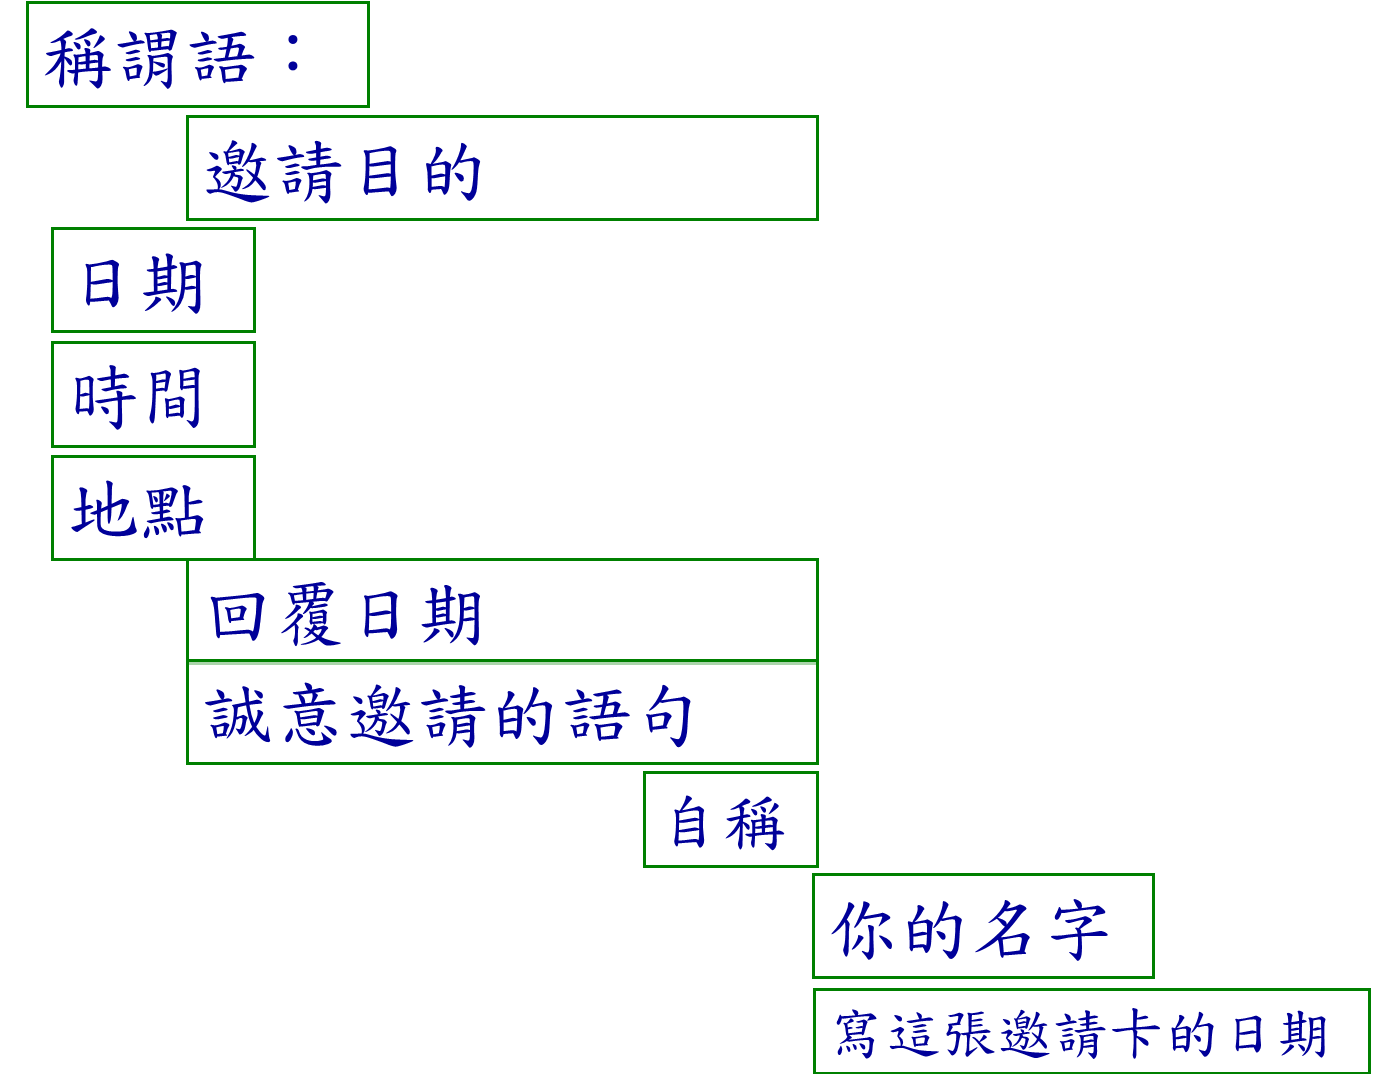 稱謂語：
邀請目的
日期
時間
地點
回覆日期
誠意邀請的語句
自稱
你的名字
寫這張邀請卡的日期